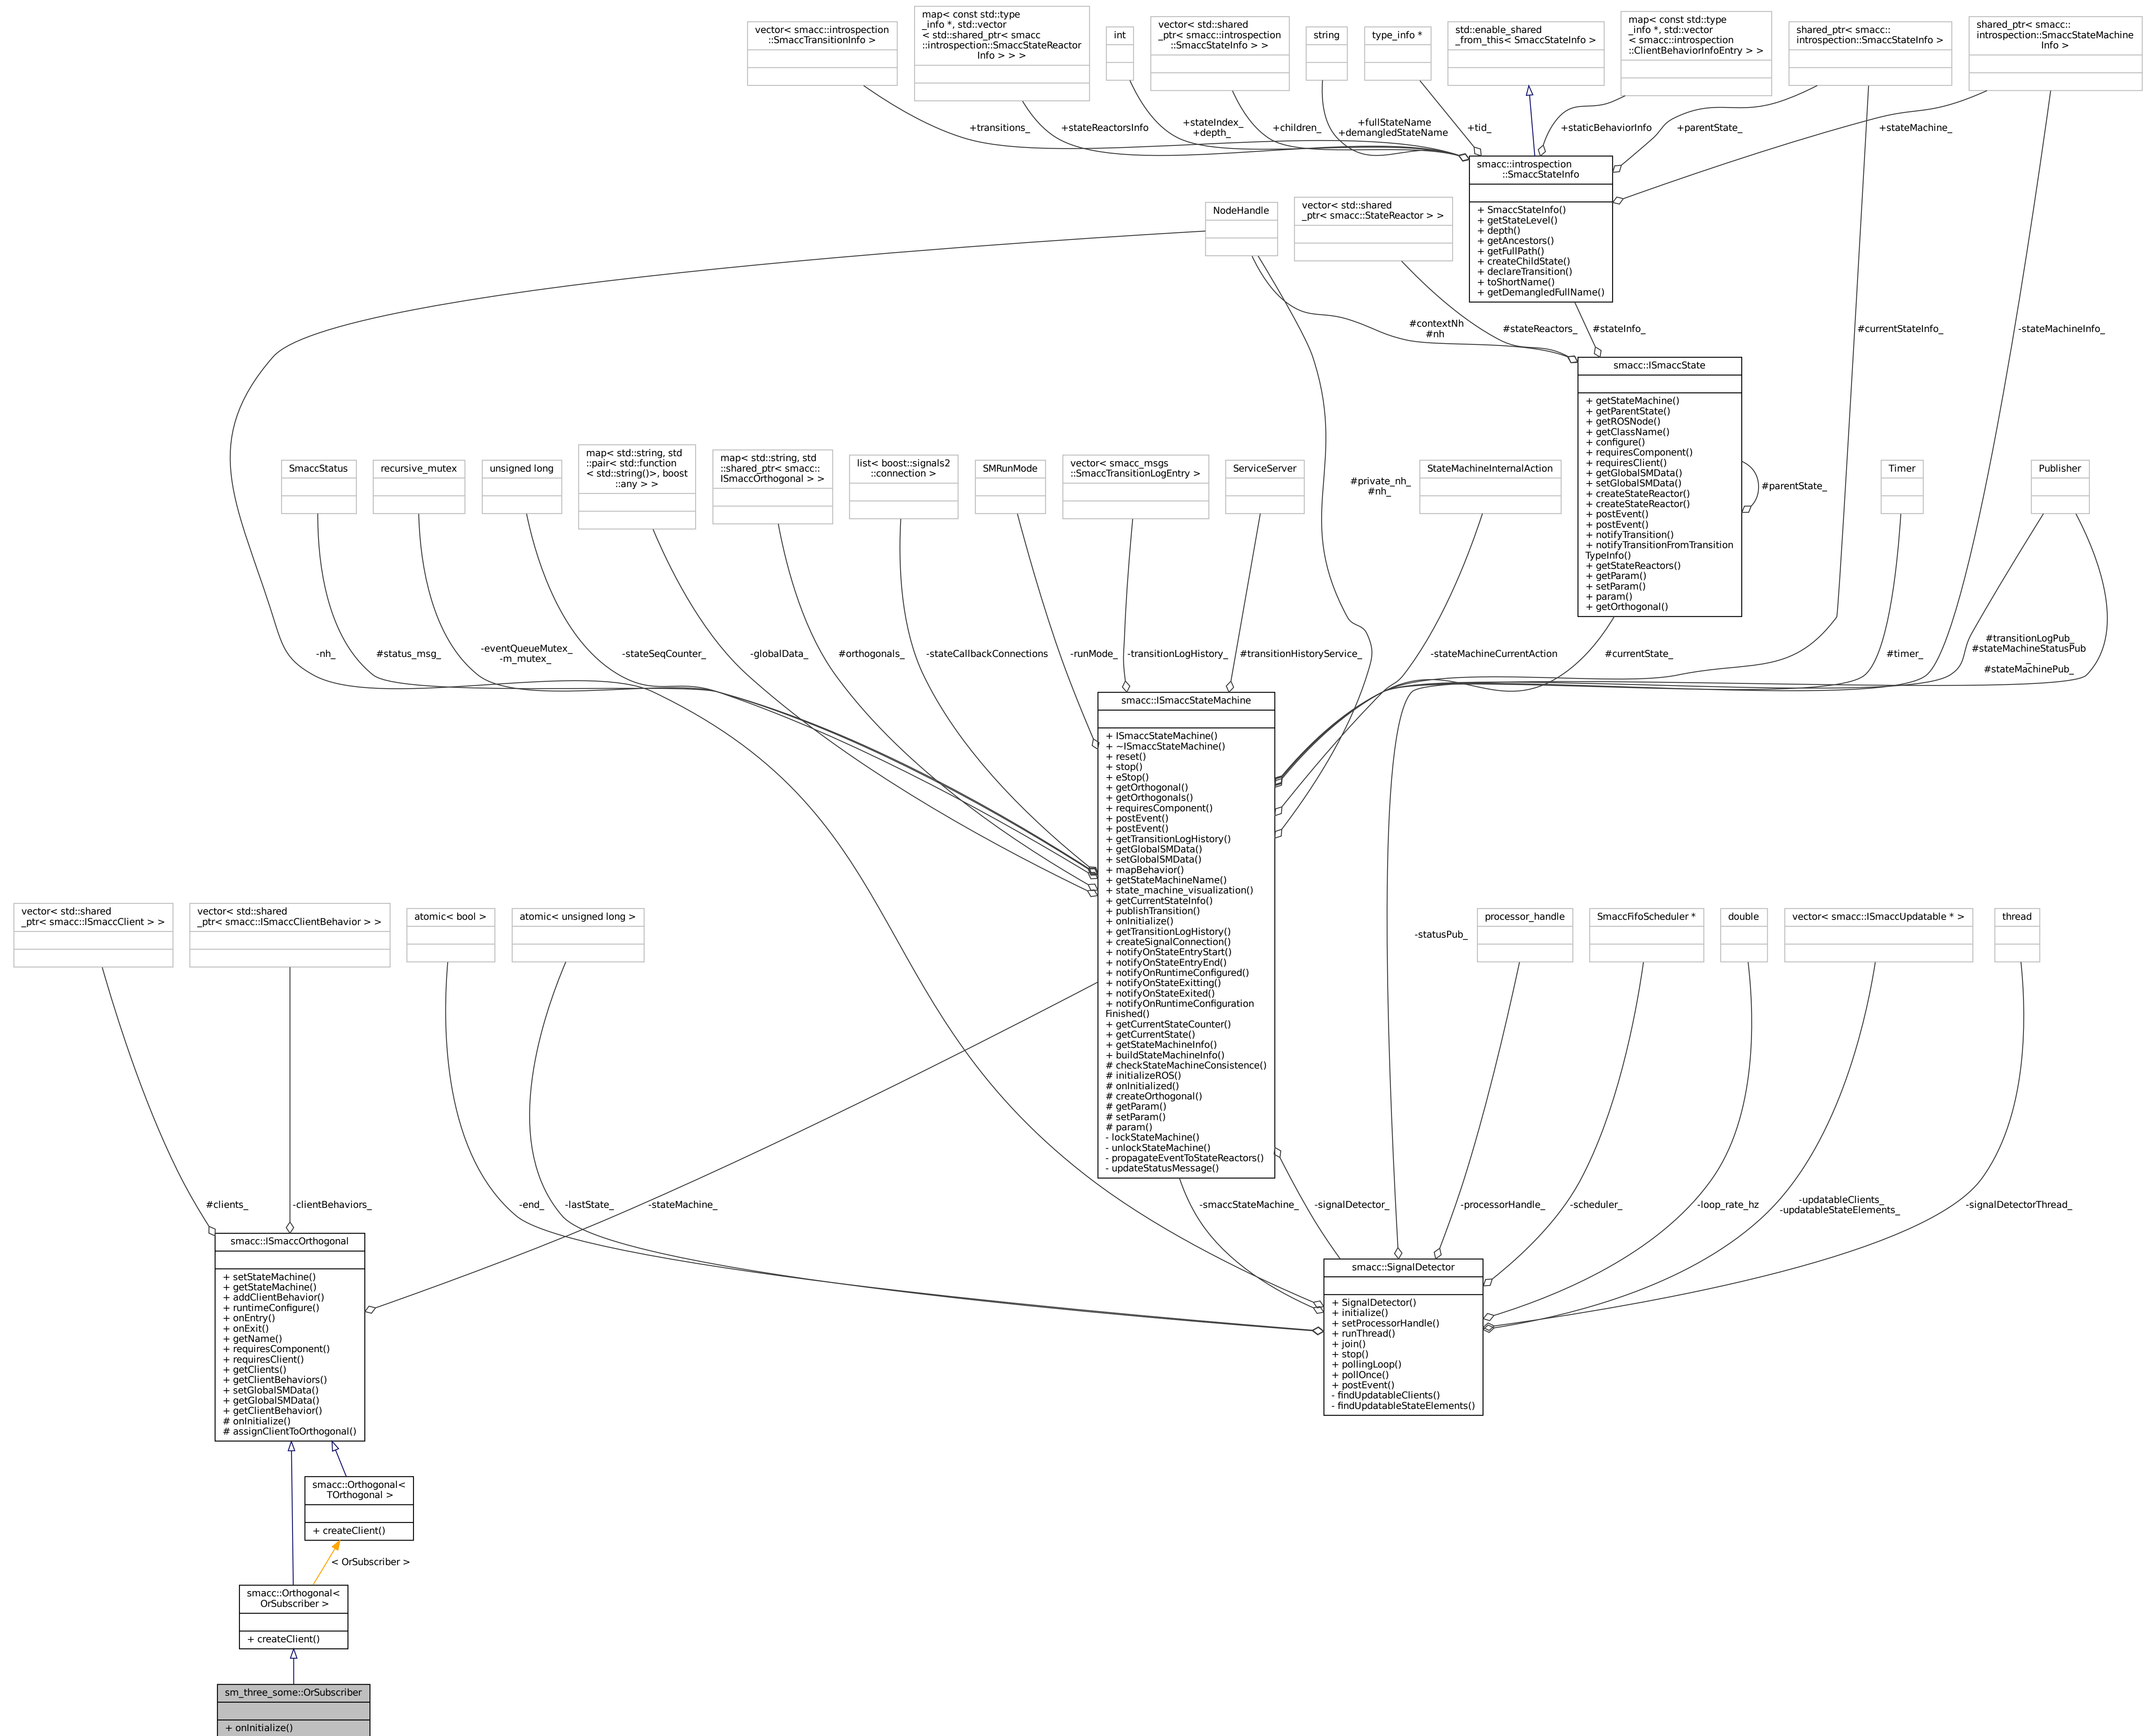 vector< smacc::introspection
::SmaccTransitionInfo >
map< const std::type
_info *, std::vector
< std::shared_ptr< smacc
::introspection::SmaccStateReactor
Info > > >
int
vector< std::shared
_ptr< smacc::introspection
::SmaccStateInfo > >
string
type_info *
std::enable_shared
_from_this< SmaccStateInfo >
map< const std::type
_info *, std::vector
< smacc::introspection
::ClientBehaviorInfoEntry > >
shared_ptr< smacc::
introspection::SmaccStateInfo >
shared_ptr< smacc::
introspection::SmaccStateMachine
Info >
+transitions_
+stateReactorsInfo
+stateIndex_
+depth_
+children_
+fullStateName
+demangledStateName
+tid_
+staticBehaviorInfo
+parentState_
+stateMachine_
smacc::introspection
::SmaccStateInfo
+ SmaccStateInfo()
+ getStateLevel()
+ depth()
+ getAncestors()
+ getFullPath()
+ createChildState()
+ declareTransition()
+ toShortName()
+ getDemangledFullName()
NodeHandle
vector< std::shared
_ptr< smacc::StateReactor > >
#contextNh
#nh
#stateReactors_
#stateInfo_
#currentStateInfo_
-stateMachineInfo_
smacc::ISmaccState
+ getStateMachine()
+ getParentState()
+ getROSNode()
+ getClassName()
+ configure()
+ requiresComponent()
+ requiresClient()
+ getGlobalSMData()
+ setGlobalSMData()
+ createStateReactor()
+ createStateReactor()
+ postEvent()
+ postEvent()
+ notifyTransition()
+ notifyTransitionFromTransition
TypeInfo()
+ getStateReactors()
+ getParam()
+ setParam()
+ param()
+ getOrthogonal()
#parentState_
SmaccStatus
recursive_mutex
unsigned long
map< std::string, std
::pair< std::function
< std::string()>, boost
::any > >
map< std::string, std
::shared_ptr< smacc::
ISmaccOrthogonal > >
list< boost::signals2
::connection >
SMRunMode
vector< smacc_msgs
::SmaccTransitionLogEntry >
ServiceServer
#private_nh_
#nh_
StateMachineInternalAction
Timer
Publisher
-nh_
#status_msg_
-eventQueueMutex_
-m_mutex_
-stateSeqCounter_
-globalData_
#orthogonals_
-stateCallbackConnections
-runMode_
-transitionLogHistory_
#transitionHistoryService_
-stateMachineCurrentAction
#currentState_
#timer_
#transitionLogPub_
#stateMachineStatusPub
_
#stateMachinePub_
smacc::ISmaccStateMachine
+ ISmaccStateMachine()
+ ~ISmaccStateMachine()
+ reset()
+ stop()
+ eStop()
+ getOrthogonal()
+ getOrthogonals()
+ requiresComponent()
+ postEvent()
+ postEvent()
+ getTransitionLogHistory()
+ getGlobalSMData()
+ setGlobalSMData()
+ mapBehavior()
+ getStateMachineName()
+ state_machine_visualization()
+ getCurrentStateInfo()
+ publishTransition()
+ onInitialize()
+ getTransitionLogHistory()
+ createSignalConnection()
+ notifyOnStateEntryStart()
+ notifyOnStateEntryEnd()
+ notifyOnRuntimeConfigured()
+ notifyOnStateExitting()
+ notifyOnStateExited()
+ notifyOnRuntimeConfiguration
Finished()
+ getCurrentStateCounter()
+ getCurrentState()
+ getStateMachineInfo()
+ buildStateMachineInfo()
# checkStateMachineConsistence()
# initializeROS()
# onInitialized()
# createOrthogonal()
# getParam()
# setParam()
# param()
- lockStateMachine()
- unlockStateMachine()
- propagateEventToStateReactors()
- updateStatusMessage()
vector< std::shared
_ptr< smacc::ISmaccClient > >
vector< std::shared
_ptr< smacc::ISmaccClientBehavior > >
atomic< bool >
atomic< unsigned long >
-statusPub_
processor_handle
SmaccFifoScheduler *
double
vector< smacc::ISmaccUpdatable * >
thread
#clients_
-clientBehaviors_
-end_
-lastState_
-stateMachine_
-smaccStateMachine_
-signalDetector_
-processorHandle_
-scheduler_
-loop_rate_hz
-updatableClients_
-updatableStateElements_
-signalDetectorThread_
smacc::ISmaccOrthogonal
+ setStateMachine()
+ getStateMachine()
+ addClientBehavior()
+ runtimeConfigure()
+ onEntry()
+ onExit()
+ getName()
+ requiresComponent()
+ requiresClient()
+ getClients()
+ getClientBehaviors()
+ setGlobalSMData()
+ getGlobalSMData()
+ getClientBehavior()
# onInitialize()
# assignClientToOrthogonal()
smacc::SignalDetector
+ SignalDetector()
+ initialize()
+ setProcessorHandle()
+ runThread()
+ join()
+ stop()
+ pollingLoop()
+ pollOnce()
+ postEvent()
- findUpdatableClients()
- findUpdatableStateElements()
smacc::Orthogonal<
TOrthogonal >
+ createClient()
< OrSubscriber >
smacc::Orthogonal<
OrSubscriber >
+ createClient()
sm_three_some::OrSubscriber
+ onInitialize()